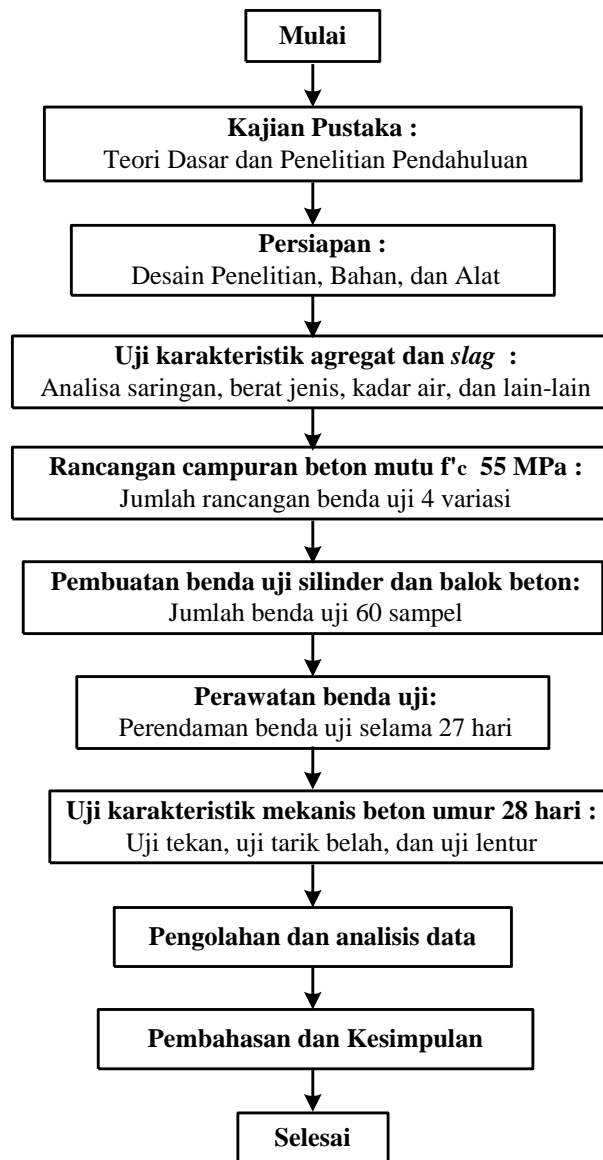 Mulai
Kajian Pustaka :
Teori Dasar dan Penelitian Pendahuluan
Persiapan :
Desain Penelitian, Bahan, dan Alat
Uji karakteristik agregat dan slag :
Analisa saringan, berat jenis, kadar air, dan lain-lain
Rancangan campuran beton mutu f'c 55 MPa :
Jumlah rancangan benda uji 4 variasi
Pembuatan benda uji silinder dan balok beton:
Jumlah benda uji 60 sampel
Perawatan benda uji:
Perendaman benda uji selama 27 hari
Uji karakteristik mekanis beton umur 28 hari :
Uji tekan, uji tarik belah, dan uji lentur
Pengolahan dan analisis data
Pembahasan dan Kesimpulan
Selesai